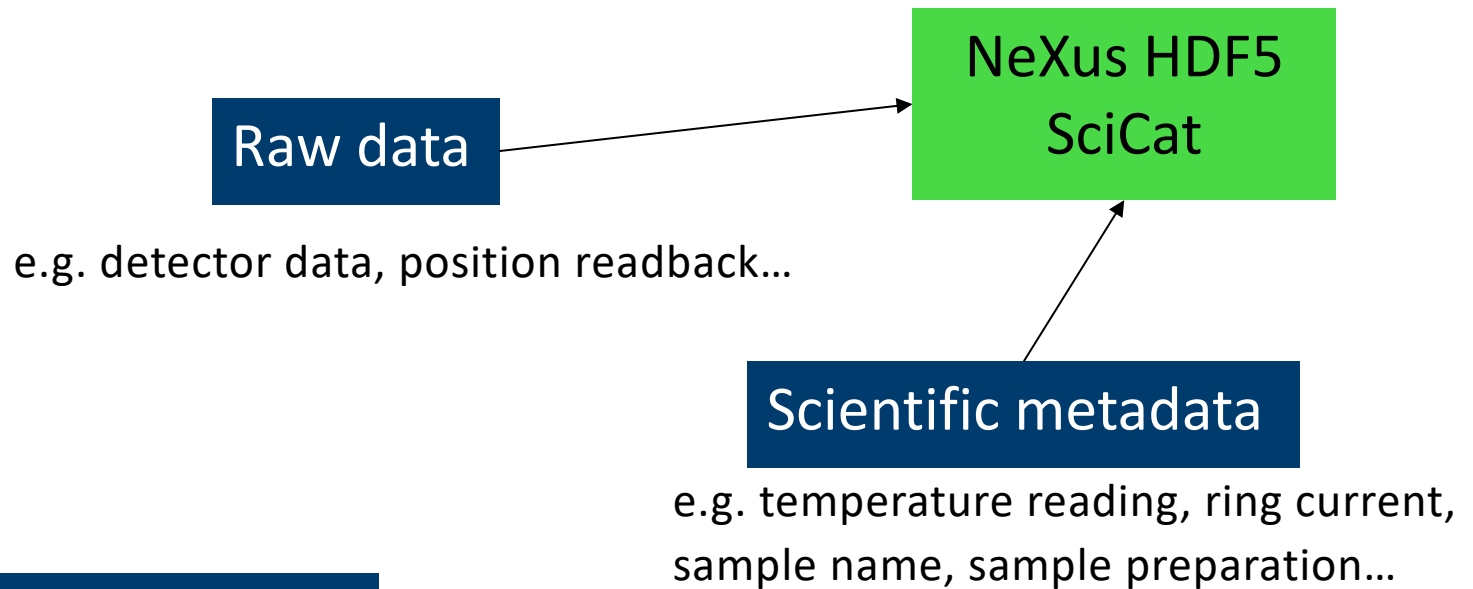 NeXus HDF5
SciCat
Raw data
e.g. detector data, position readback…
Scientific metadata
e.g. temperature reading, ring current,
sample name, sample preparation…